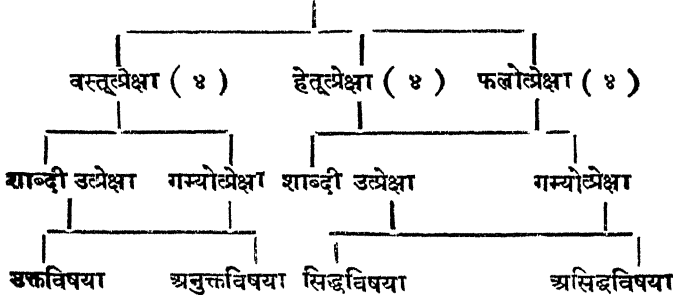 वस्तूत्प्रेक्षा ( ४ ) हेतूत्प्रेक्षा ( ४ ) फलोत्प्रेक्षा ( ४ )
शाब्दी उत्प्रेक्षा गम्योत्प्रेक्षा शाब्दी उत्प्रेक्षा गम्योत्प्रेक्षा
उक्तविषया अनुक्तविषया सिद्धविषया असिद्धविषया